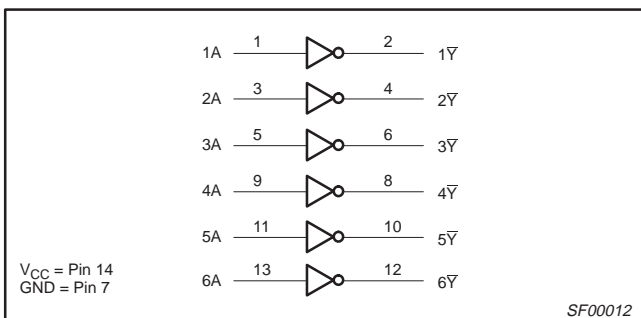 1A 1 2 1Y̅
2A 3 4 2Y̅
3A 5 6 3Y̅
4A 9 8 4Y̅
5A 11 10 5Y̅
6A 13 12 6Y̅
VCC = Pin 14
GND = Pin 7
SF00012